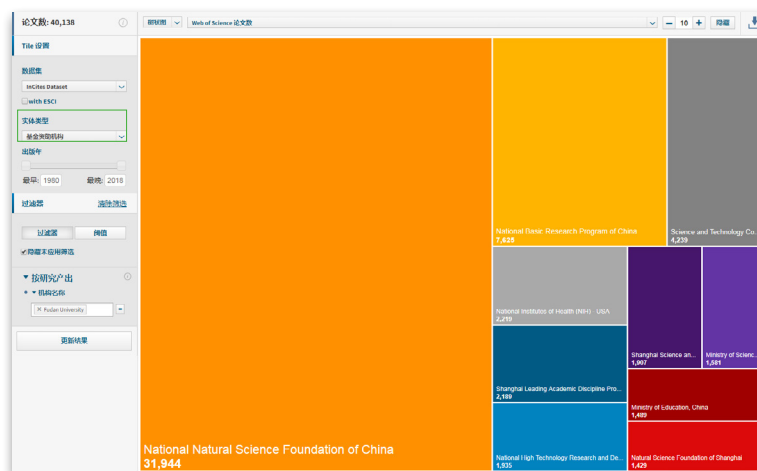 论文数: 40,138
Tile 设置
数据集
InCites Dataset
with ESCI
实体类型
基金资助机构
出版年
最早: 1980 最晚: 2018
过滤器 清除筛选
过滤器 阈值
隐藏未应用筛选
按研究产出
机构名称
× Fudan University
更新结果
树状图
Web of Science 论文数
− 10 + 隐藏
National Natural Science Foundation of China
31,944
National Basic Research Program of China
7,625
Science and Technology Co...
4,239
National Institutes of Health (NIH) - USA
2,219
Shanghai Leading Academic Discipline Pro...
2,189
National High Technology Research and De...
1,935
Shanghai Science an...
1,907
Ministry of Scienc...
1,581
Ministry of Education, China
1,489
Natural Science Foundation of Shanghai
1,429